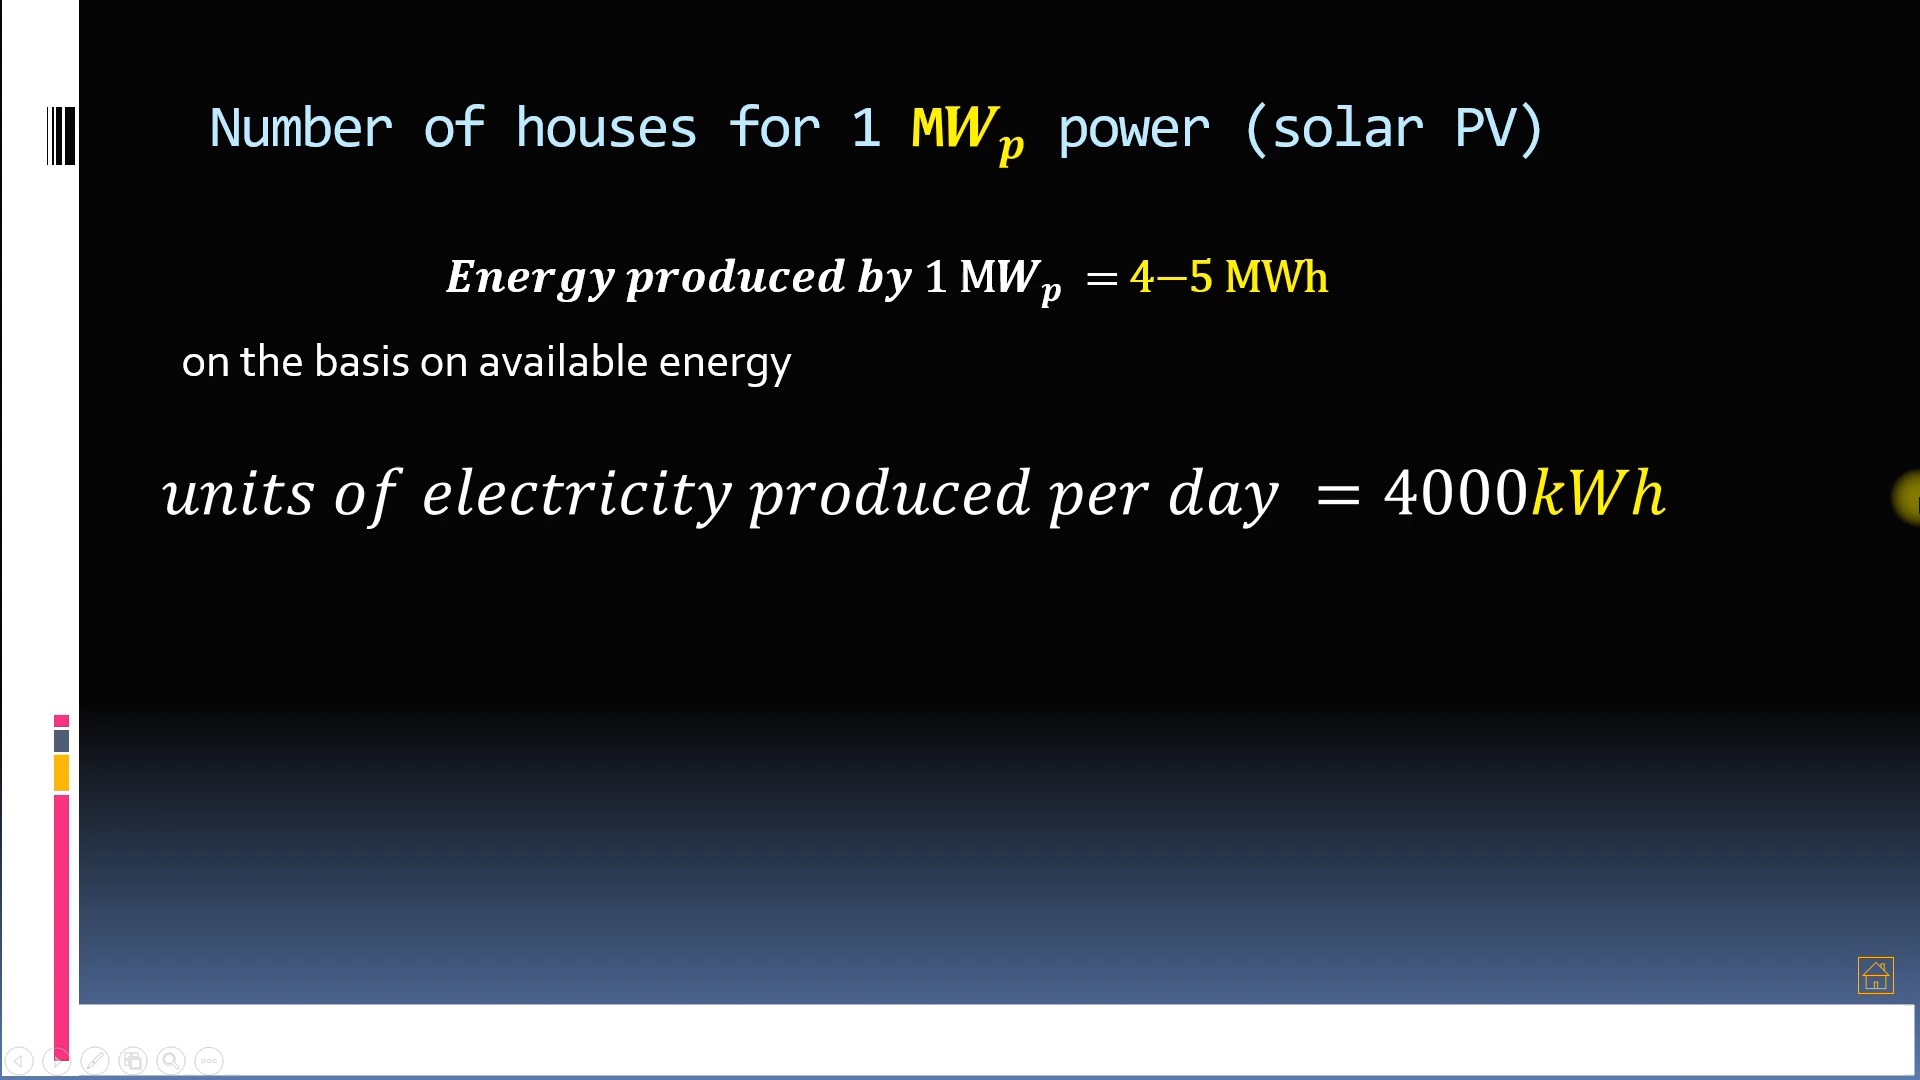 Number of houses for 1 MWₚ power (solar PV)
Energy produced by 1 MWₚ = 4−5 MWh
on the basis on available energy
units of electricity produced per day = 4000kWh